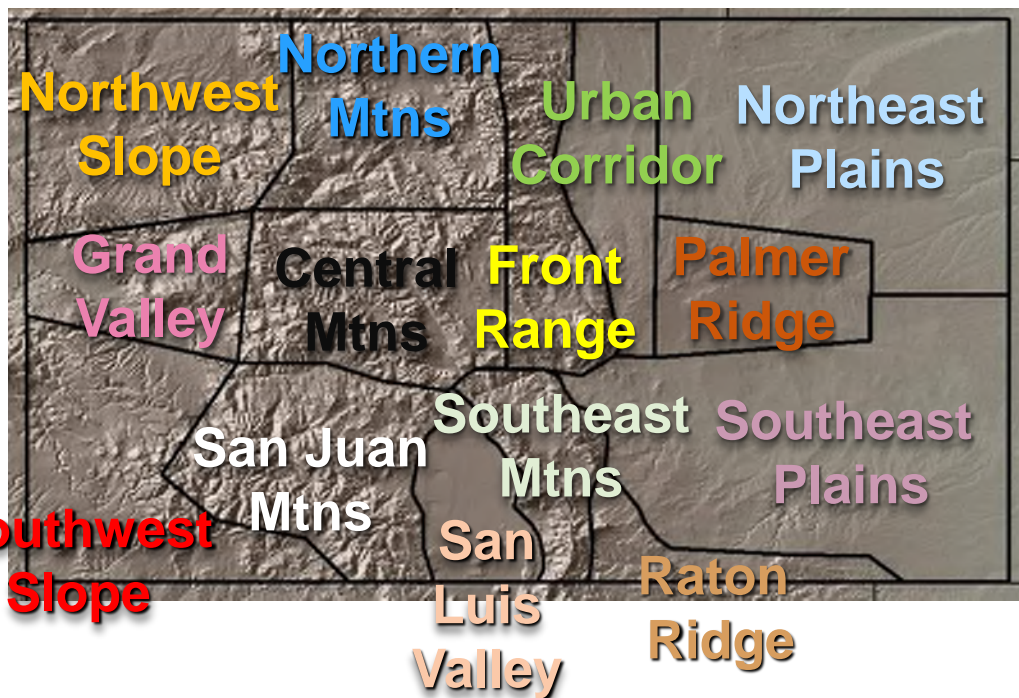 Northwest
Slope
Northern
Mtns
Urban
Corridor
Northeast
Plains
Grand
Valley
Central
Mtns
Front
Range
Palmer
Ridge
San Juan
Mtns
Southeast
Mtns
Southeast
Plains
outhwest
Slope
San
Luis
Valley
Raton
Ridge